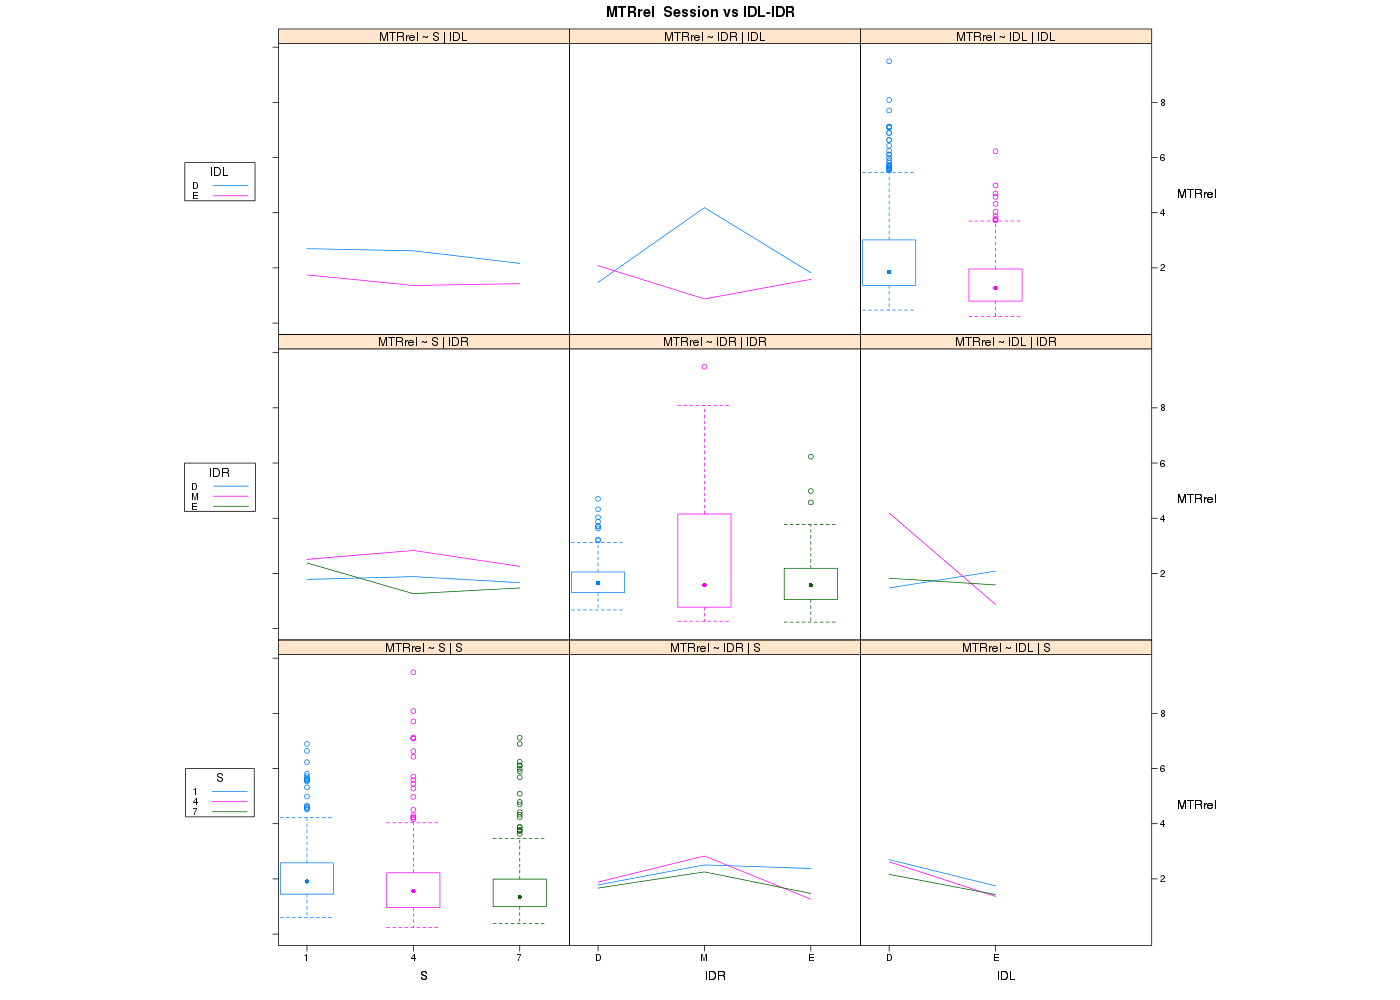 MTRrel  Session vs IDL-IDR
MTRrel ~ S | IDL
MTRrel ~ IDR | IDL
MTRrel ~ IDL | IDL
8
6
4
2
MTRrel
IDL
D
E
MTRrel ~ S | IDR
MTRrel ~ IDR | IDR
MTRrel ~ IDL | IDR
8
6
4
2
MTRrel
IDR
D
M
E
MTRrel ~ S | S
MTRrel ~ IDR | S
MTRrel ~ IDL | S
8
6
4
2
MTRrel
S
1
4
7
1 4 7
D M E
D E
S
IDR
IDL